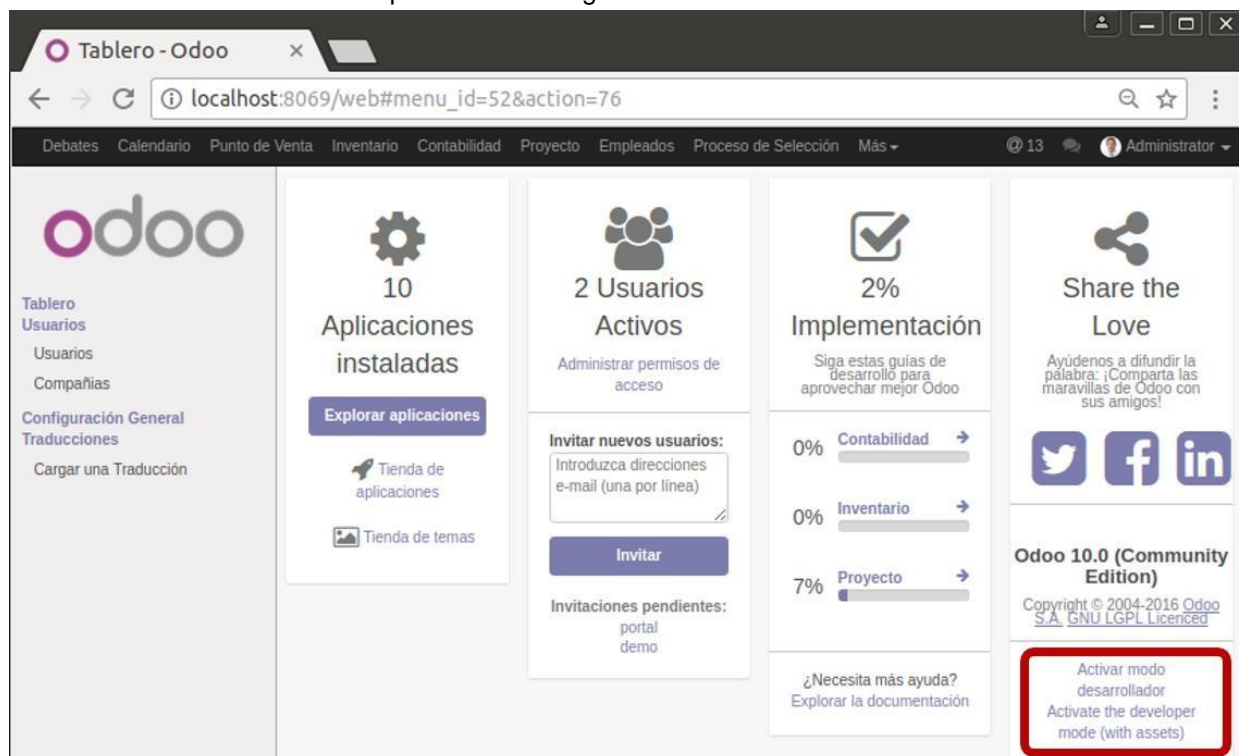 Tablero - Odoo
localhost:8069/web#menu_id=52&action=76
Debates Calendario Punto de Venta Inventario Contabilidad Proyecto Empleados Proceso de Selección Más @ 13 Administrator
odoo
Tablero
Usuarios
Usuarios
Compañias
Configuración General
Traducciones
Cargar una Traducción
10
Aplicaciones
instaladas
Explorar aplicaciones
Tienda de
aplicaciones
Tienda de temas
2 Usuarios
Activos
Administrar permisos de
acceso
Invitar nuevos usuarios:
Introduzca direcciones
e-mail (una por línea)
Invitar
Invitaciones pendientes:
portal
demo
2%
Implementación
Siga estas guías de
desarrollo para
aprovechar mejor Odoo
0% Contabilidad
0% Inventario
7% Proyecto
¿Necesita más ayuda?
Explorar la documentación
Share the
Love
Ayúdenos a difundir la
palabra: ¡Comparta las
maravillas de Odoo con
sus amigos!
in
Odoo 10.0 (Community
Edition)
Copyright © 2004-2016 Odoo
S.A. GNU LGPL Licenced
Activar modo
desarrollador
Activate the developer
mode (with assets)